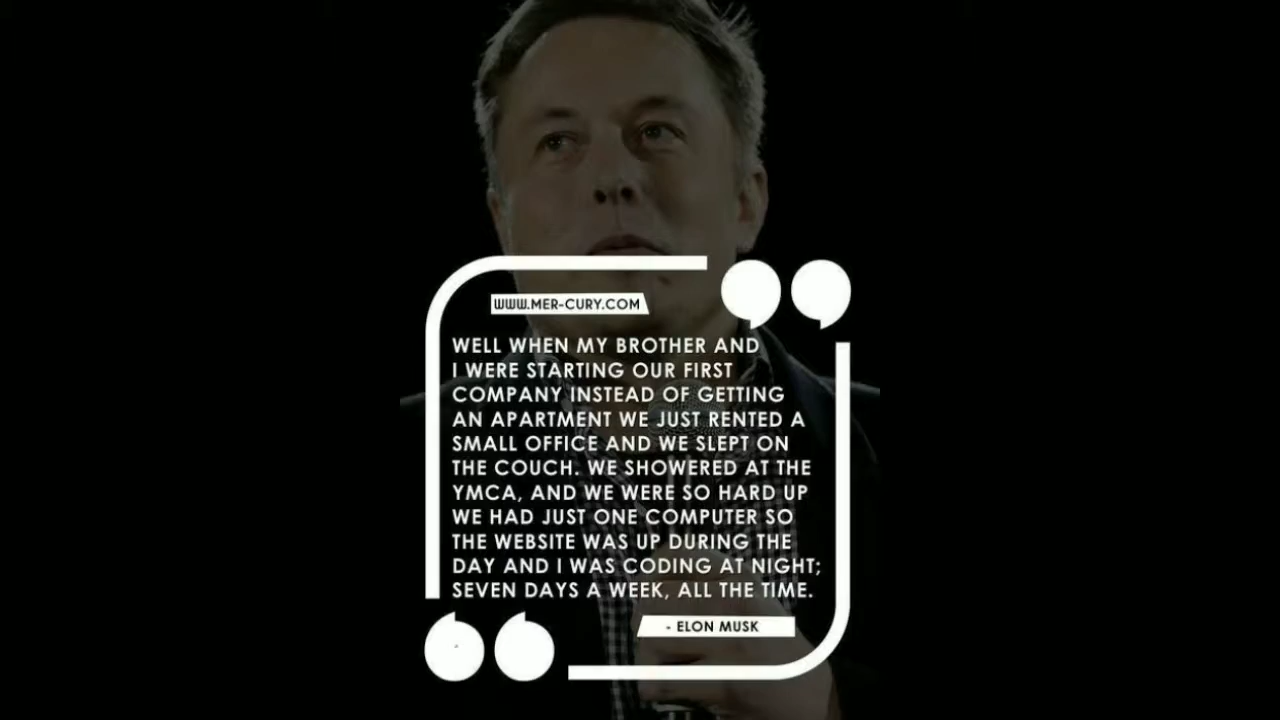 WWW.MER-CURY.COM
WELL WHEN MY BROTHER AND
I WERE STARTING OUR FIRST
COMPANY INSTEAD OF GETTING
AN APARTMENT WE JUST RENTED A
SMALL OFFICE AND WE SLEPT ON
THE COUCH. WE SHOWERED AT THE
YMCA, AND WE WERE SO HARD UP
WE HAD JUST ONE COMPUTER SO
THE WEBSITE WAS UP DURING THE
DAY AND I WAS CODING AT NIGHT;
SEVEN DAYS A WEEK, ALL THE TIME.
- ELON MUSK